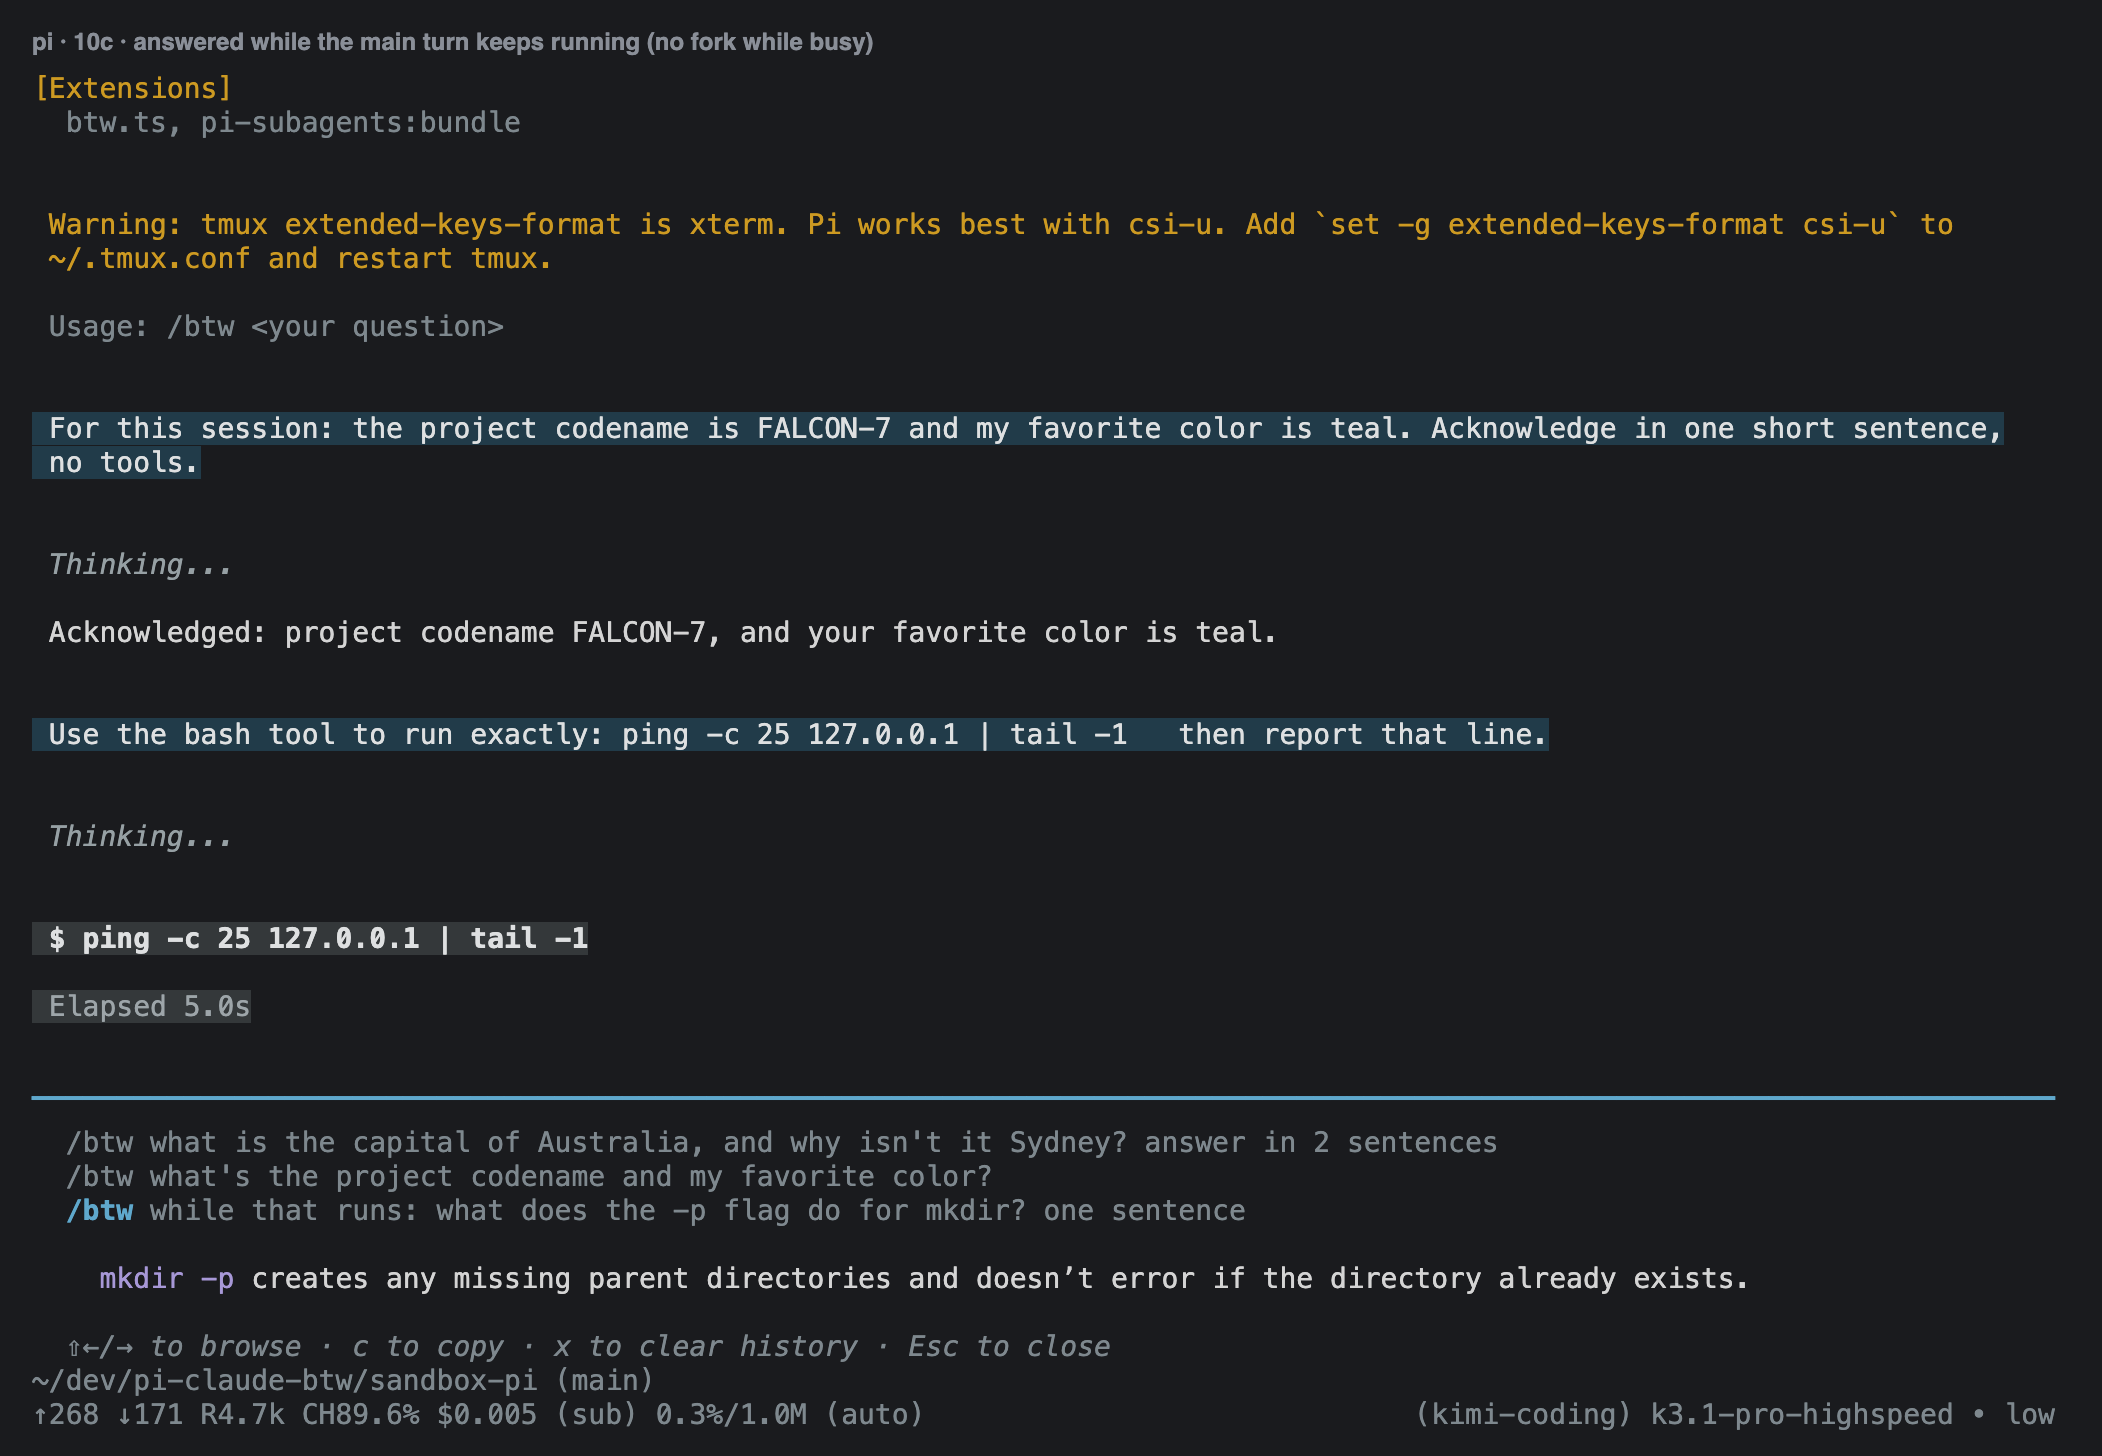 pi · 10c · answered while the main turn keeps running (no fork while busy)
[Extensions]
btw.ts, pi-subagents:bundle
Warning: tmux extended-keys-format is xterm. Pi works best with csi-u. Add `set -g extended-keys-format csi-u` to
~/.tmux.conf and restart tmux.
Usage: /btw <your question>
For this session: the project codename is FALCON-7 and my favorite color is teal. Acknowledge in one short sentence,
no tools.
Thinking...
Acknowledged: project codename FALCON-7, and your favorite color is teal.
Use the bash tool to run exactly: ping -c 25 127.0.0.1 | tail -1   then report that line.
Thinking...
$ ping -c 25 127.0.0.1 | tail -1
Elapsed 5.0s
/btw what is the capital of Australia, and why isn't it Sydney? answer in 2 sentences
/btw what's the project codename and my favorite color?
/btw while that runs: what does the -p flag do for mkdir? one sentence
mkdir -p creates any missing parent directories and doesn’t error if the directory already exists.
⇧←/→ to browse · c to copy · x to clear history · Esc to close
~/dev/pi-claude-btw/sandbox-pi (main)
↑268 ↓171 R4.7k CH89.6% $0.005 (sub) 0.3%/1.0M (auto) (kimi-coding) k3.1-pro-highspeed • low